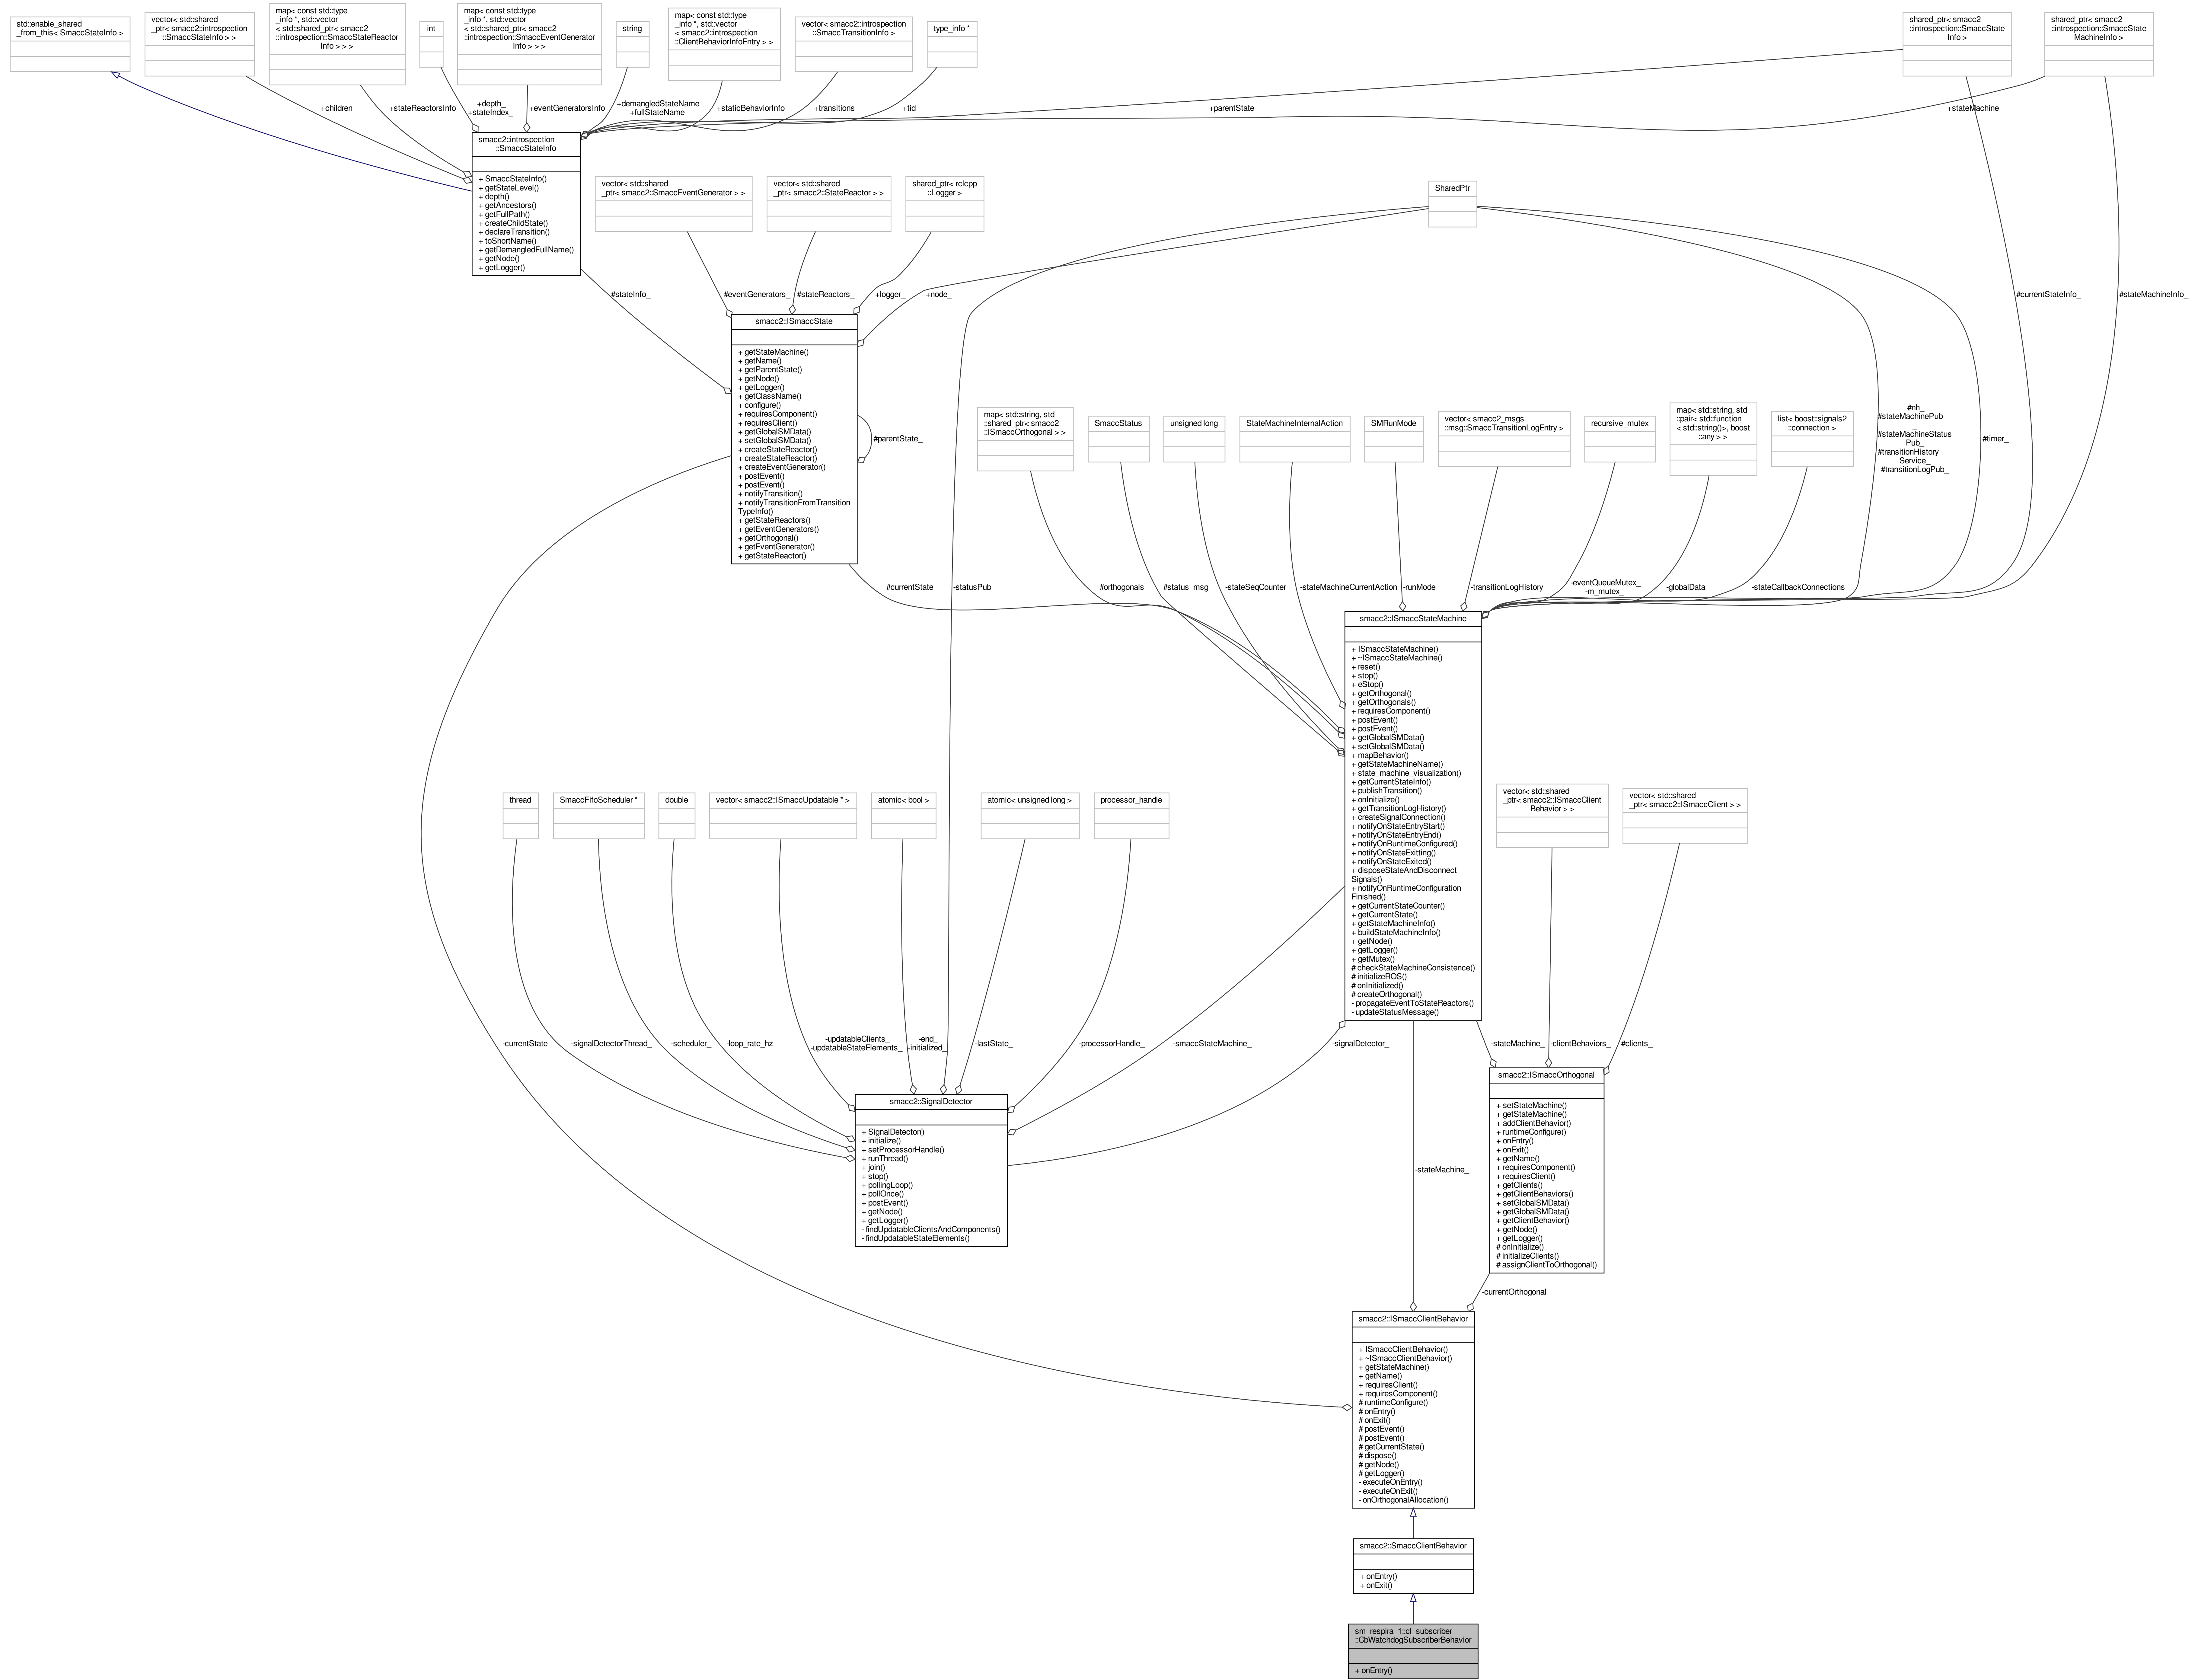 std::enable_shared
_from_this< SmaccStateInfo >
vector< std::shared
_ptr< smacc2::introspection
::SmaccStateInfo > >
map< const std::type
_info *, std::vector
< std::shared_ptr< smacc2
::introspection::SmaccStateReactor
Info > > >
int
map< const std::type
_info *, std::vector
< std::shared_ptr< smacc2
::introspection::SmaccEventGenerator
Info > > >
string
map< const std::type
_info *, std::vector
< smacc2::introspection
::ClientBehaviorInfoEntry > >
vector< smacc2::introspection
::SmaccTransitionInfo >
type_info *
shared_ptr< smacc2
::introspection::SmaccState
Info >
shared_ptr< smacc2
::introspection::SmaccState
MachineInfo >
+children_
+stateReactorsInfo
+depth_
+stateIndex_
+eventGeneratorsInfo
+demangledStateName
+fullStateName
+staticBehaviorInfo
+transitions_
+tid_
+parentState_
+stateMachine_
smacc2::introspection
::SmaccStateInfo
+ SmaccStateInfo()
+ getStateLevel()
+ depth()
+ getAncestors()
+ getFullPath()
+ createChildState()
+ declareTransition()
+ toShortName()
+ getDemangledFullName()
+ getNode()
+ getLogger()
vector< std::shared
_ptr< smacc2::SmaccEventGenerator > >
vector< std::shared
_ptr< smacc2::StateReactor > >
shared_ptr< rclcpp
::Logger >
SharedPtr
#stateInfo_
#eventGenerators_
#stateReactors_
+logger_
+node_
#currentStateInfo_
#stateMachineInfo_
smacc2::ISmaccState
+ getStateMachine()
+ getName()
+ getParentState()
+ getNode()
+ getLogger()
+ getClassName()
+ configure()
+ requiresComponent()
+ requiresClient()
+ getGlobalSMData()
+ setGlobalSMData()
+ createStateReactor()
+ createStateReactor()
+ createEventGenerator()
+ postEvent()
+ postEvent()
+ notifyTransition()
+ notifyTransitionFromTransition
TypeInfo()
+ getStateReactors()
+ getEventGenerators()
+ getOrthogonal()
+ getEventGenerator()
+ getStateReactor()
#parentState_
map< std::string, std
::shared_ptr< smacc2
::ISmaccOrthogonal > >
SmaccStatus
unsigned long
StateMachineInternalAction
SMRunMode
vector< smacc2_msgs
::msg::SmaccTransitionLogEntry >
recursive_mutex
map< std::string, std
::pair< std::function
< std::string()>, boost
::any > >
list< boost::signals2
::connection >
#nh_
#stateMachinePub
_
#stateMachineStatus
Pub_
#transitionHistory
Service_
#transitionLogPub_
#timer_
#currentState_
-statusPub_
#orthogonals_
#status_msg_
-stateSeqCounter_
-stateMachineCurrentAction
-runMode_
-transitionLogHistory_
-eventQueueMutex_
-m_mutex_
-globalData_
-stateCallbackConnections
smacc2::ISmaccStateMachine
+ ISmaccStateMachine()
+ ~ISmaccStateMachine()
+ reset()
+ stop()
+ eStop()
+ getOrthogonal()
+ getOrthogonals()
+ requiresComponent()
+ postEvent()
+ postEvent()
+ getGlobalSMData()
+ setGlobalSMData()
+ mapBehavior()
+ getStateMachineName()
+ state_machine_visualization()
+ getCurrentStateInfo()
+ publishTransition()
+ onInitialize()
+ getTransitionLogHistory()
+ createSignalConnection()
+ notifyOnStateEntryStart()
+ notifyOnStateEntryEnd()
+ notifyOnRuntimeConfigured()
+ notifyOnStateExitting()
+ notifyOnStateExited()
+ disposeStateAndDisconnect
Signals()
+ notifyOnRuntimeConfiguration
Finished()
+ getCurrentStateCounter()
+ getCurrentState()
+ getStateMachineInfo()
+ buildStateMachineInfo()
+ getNode()
+ getLogger()
+ getMutex()
# checkStateMachineConsistence()
# initializeROS()
# onInitialized()
# createOrthogonal()
- propagateEventToStateReactors()
- updateStatusMessage()
thread
SmaccFifoScheduler *
double
vector< smacc2::ISmaccUpdatable * >
atomic< bool >
atomic< unsigned long >
processor_handle
vector< std::shared
_ptr< smacc2::ISmaccClient
Behavior > >
vector< std::shared
_ptr< smacc2::ISmaccClient > >
-currentState
-signalDetectorThread_
-scheduler_
-loop_rate_hz
-updatableClients_
-updatableStateElements_
-end_
-initialized_
-lastState_
-processorHandle_
-smaccStateMachine_
-signalDetector_
-stateMachine_
-clientBehaviors_
#clients_
smacc2::SignalDetector
+ SignalDetector()
+ initialize()
+ setProcessorHandle()
+ runThread()
+ join()
+ stop()
+ pollingLoop()
+ pollOnce()
+ postEvent()
+ getNode()
+ getLogger()
- findUpdatableClientsAndComponents()
- findUpdatableStateElements()
smacc2::ISmaccOrthogonal
+ setStateMachine()
+ getStateMachine()
+ addClientBehavior()
+ runtimeConfigure()
+ onEntry()
+ onExit()
+ getName()
+ requiresComponent()
+ requiresClient()
+ getClients()
+ getClientBehaviors()
+ setGlobalSMData()
+ getGlobalSMData()
+ getClientBehavior()
+ getNode()
+ getLogger()
# onInitialize()
# initializeClients()
# assignClientToOrthogonal()
-stateMachine_
-currentOrthogonal
smacc2::ISmaccClientBehavior
+ ISmaccClientBehavior()
+ ~ISmaccClientBehavior()
+ getStateMachine()
+ getName()
+ requiresClient()
+ requiresComponent()
# runtimeConfigure()
# onEntry()
# onExit()
# postEvent()
# postEvent()
# getCurrentState()
# dispose()
# getNode()
# getLogger()
- executeOnEntry()
- executeOnExit()
- onOrthogonalAllocation()
smacc2::SmaccClientBehavior
+ onEntry()
+ onExit()
sm_respira_1::cl_subscriber
::CbWatchdogSubscriberBehavior
+ onEntry()